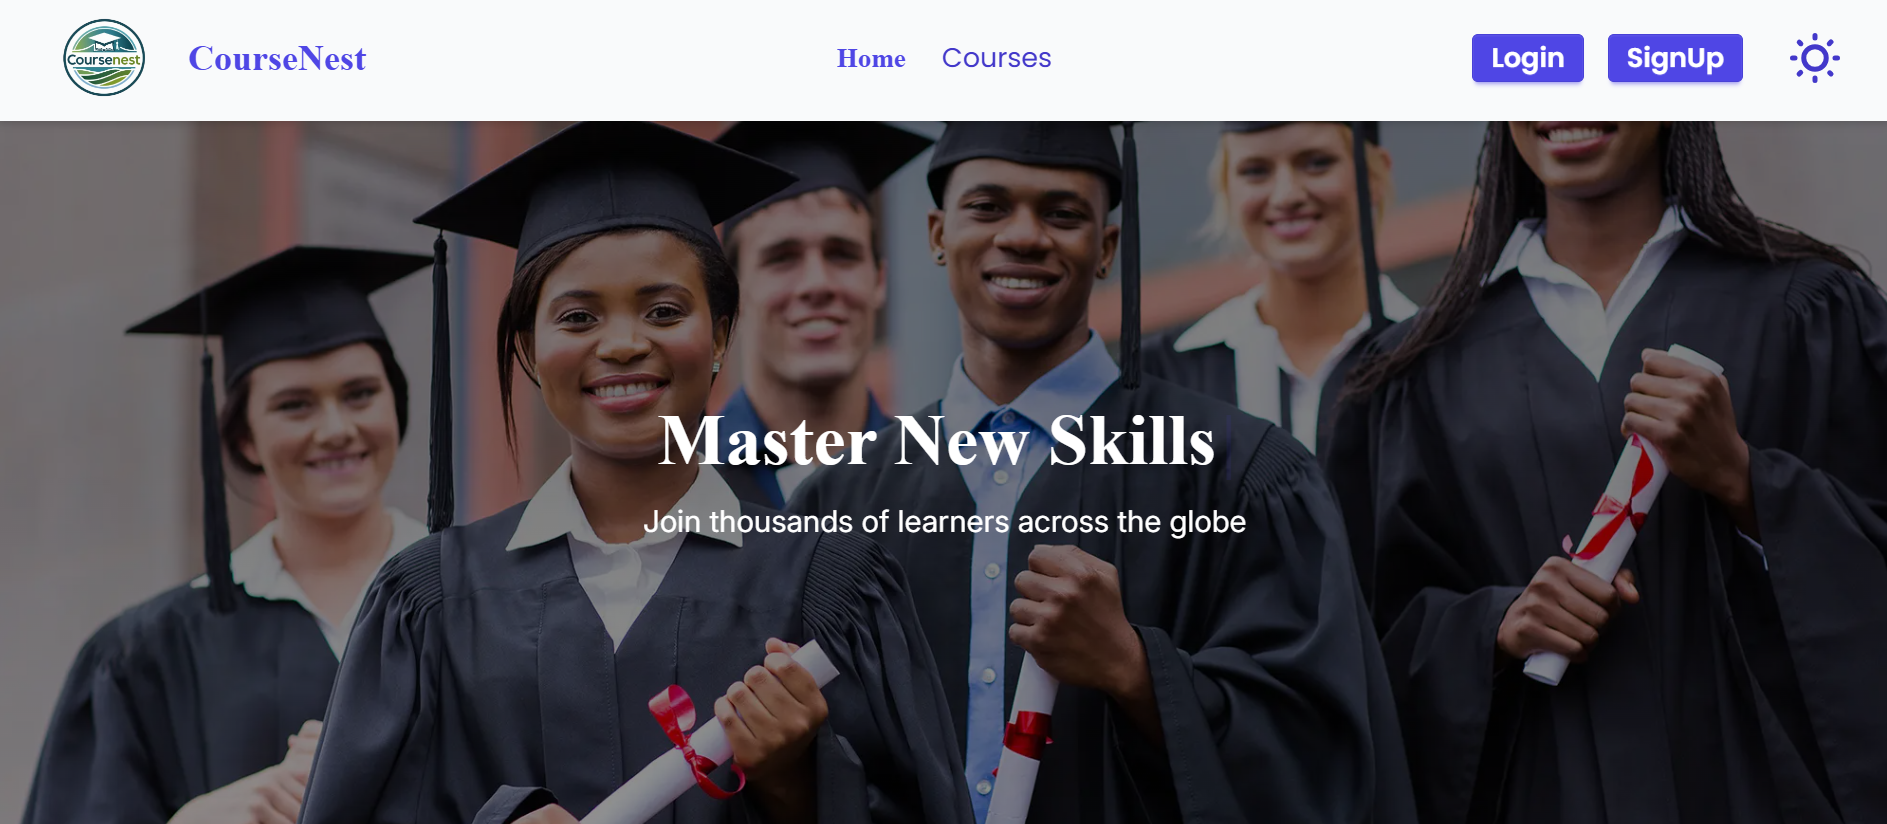 Coursenest
CourseNest
Home
Courses
Login
SignUp
Master New Skills
Join thousands of learners across the globe